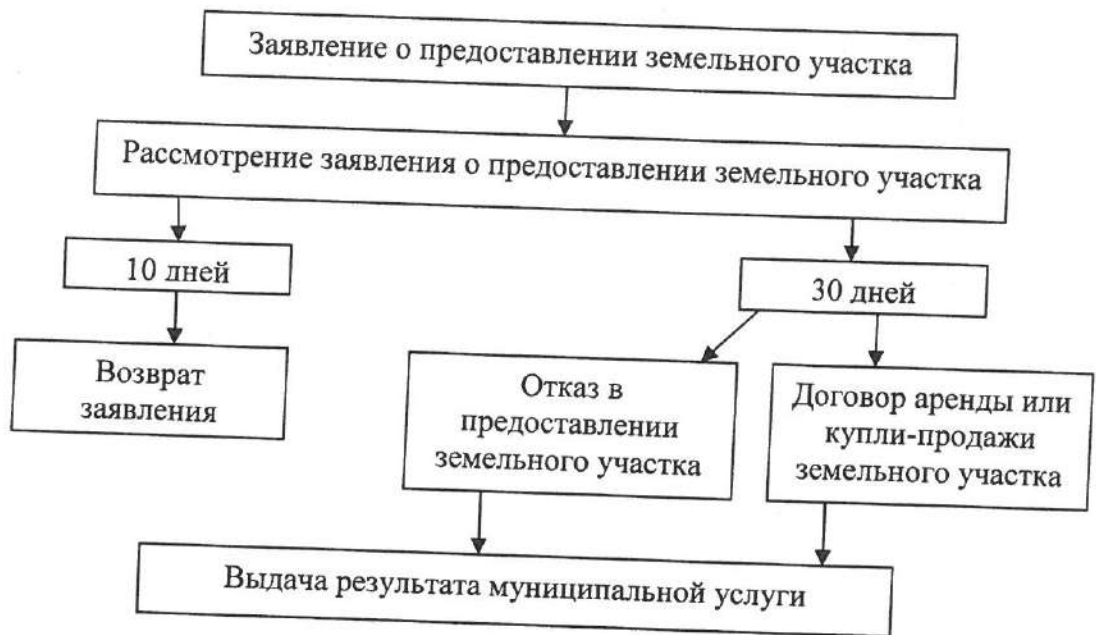 Заявление о предоставлении земельного участка
Рассмотрение заявления о предоставлении земельного участка
10 дней
30 дней
Возврат
заявления
Отказ в
предоставлении
земельного участка
Договор аренды или
купли-продажи
земельного участка
Выдача результата муниципальной услуги